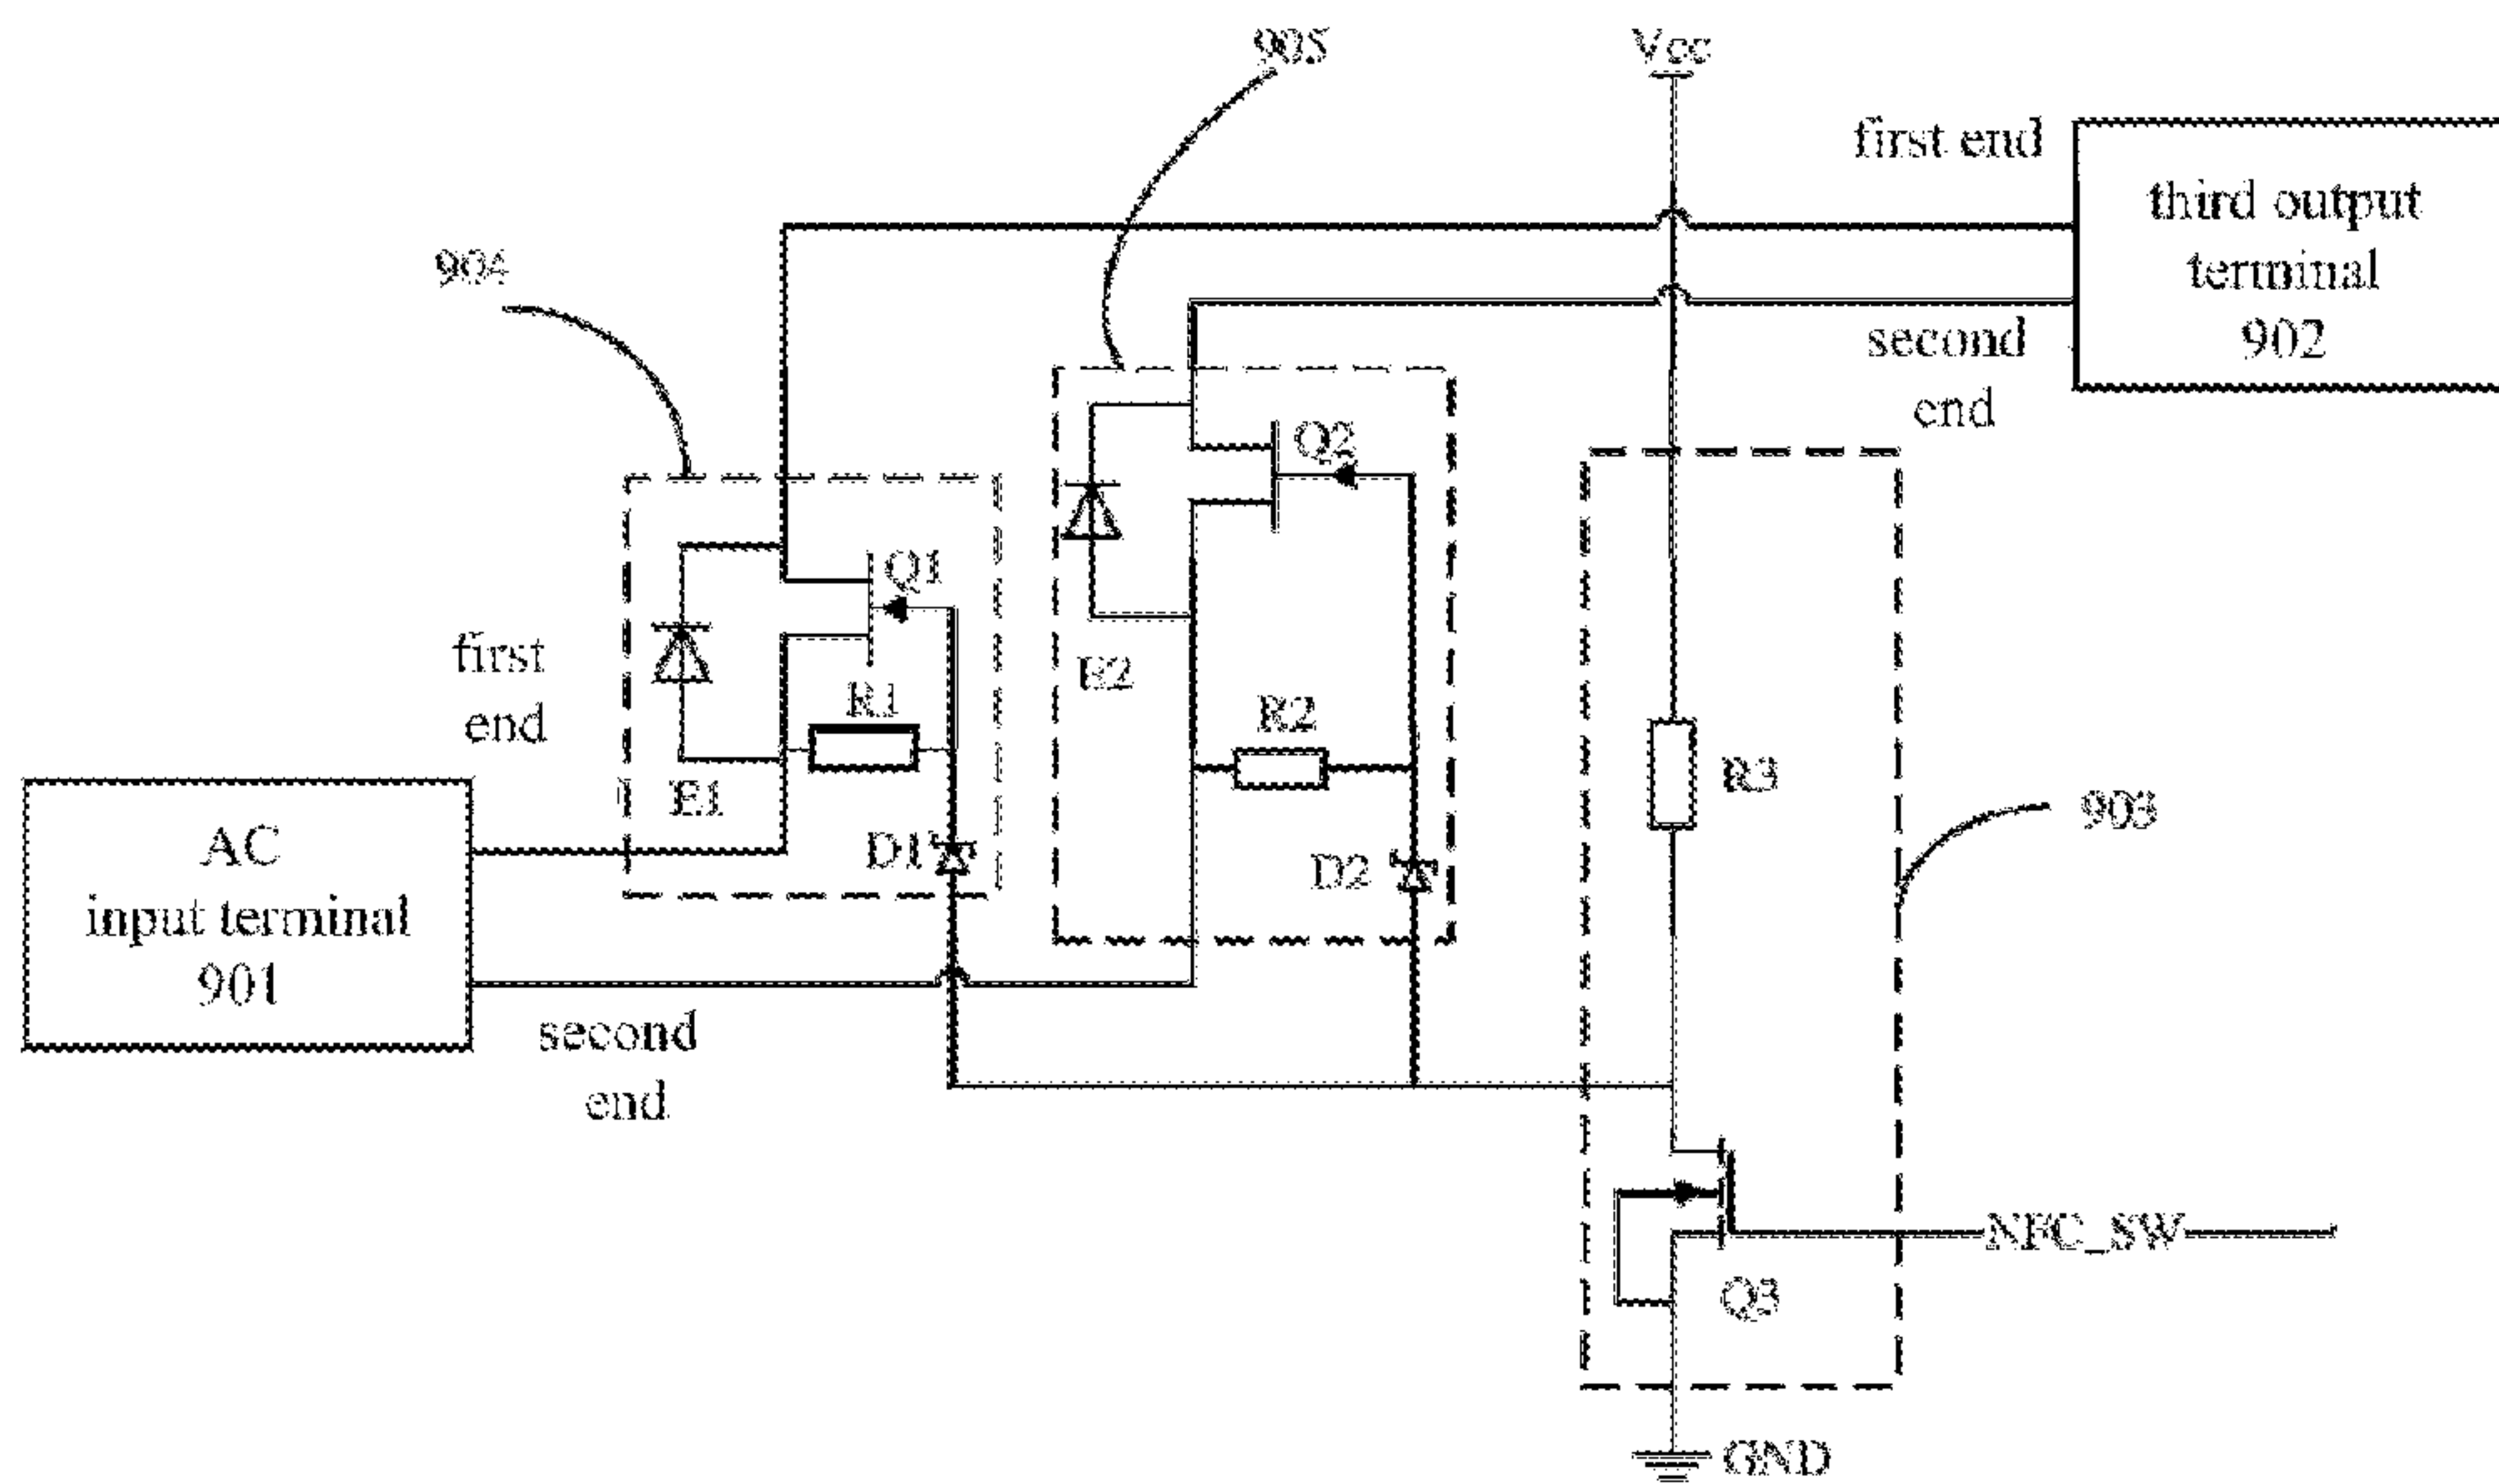 905
Vcc
first end
third output
terminal
902
904
second
end
Q2
Q1
first
end
E2
R1
R2
R3
E1
903
AC
input terminal
901
D1
D2
second
end
NFC_SW
Q3
GND